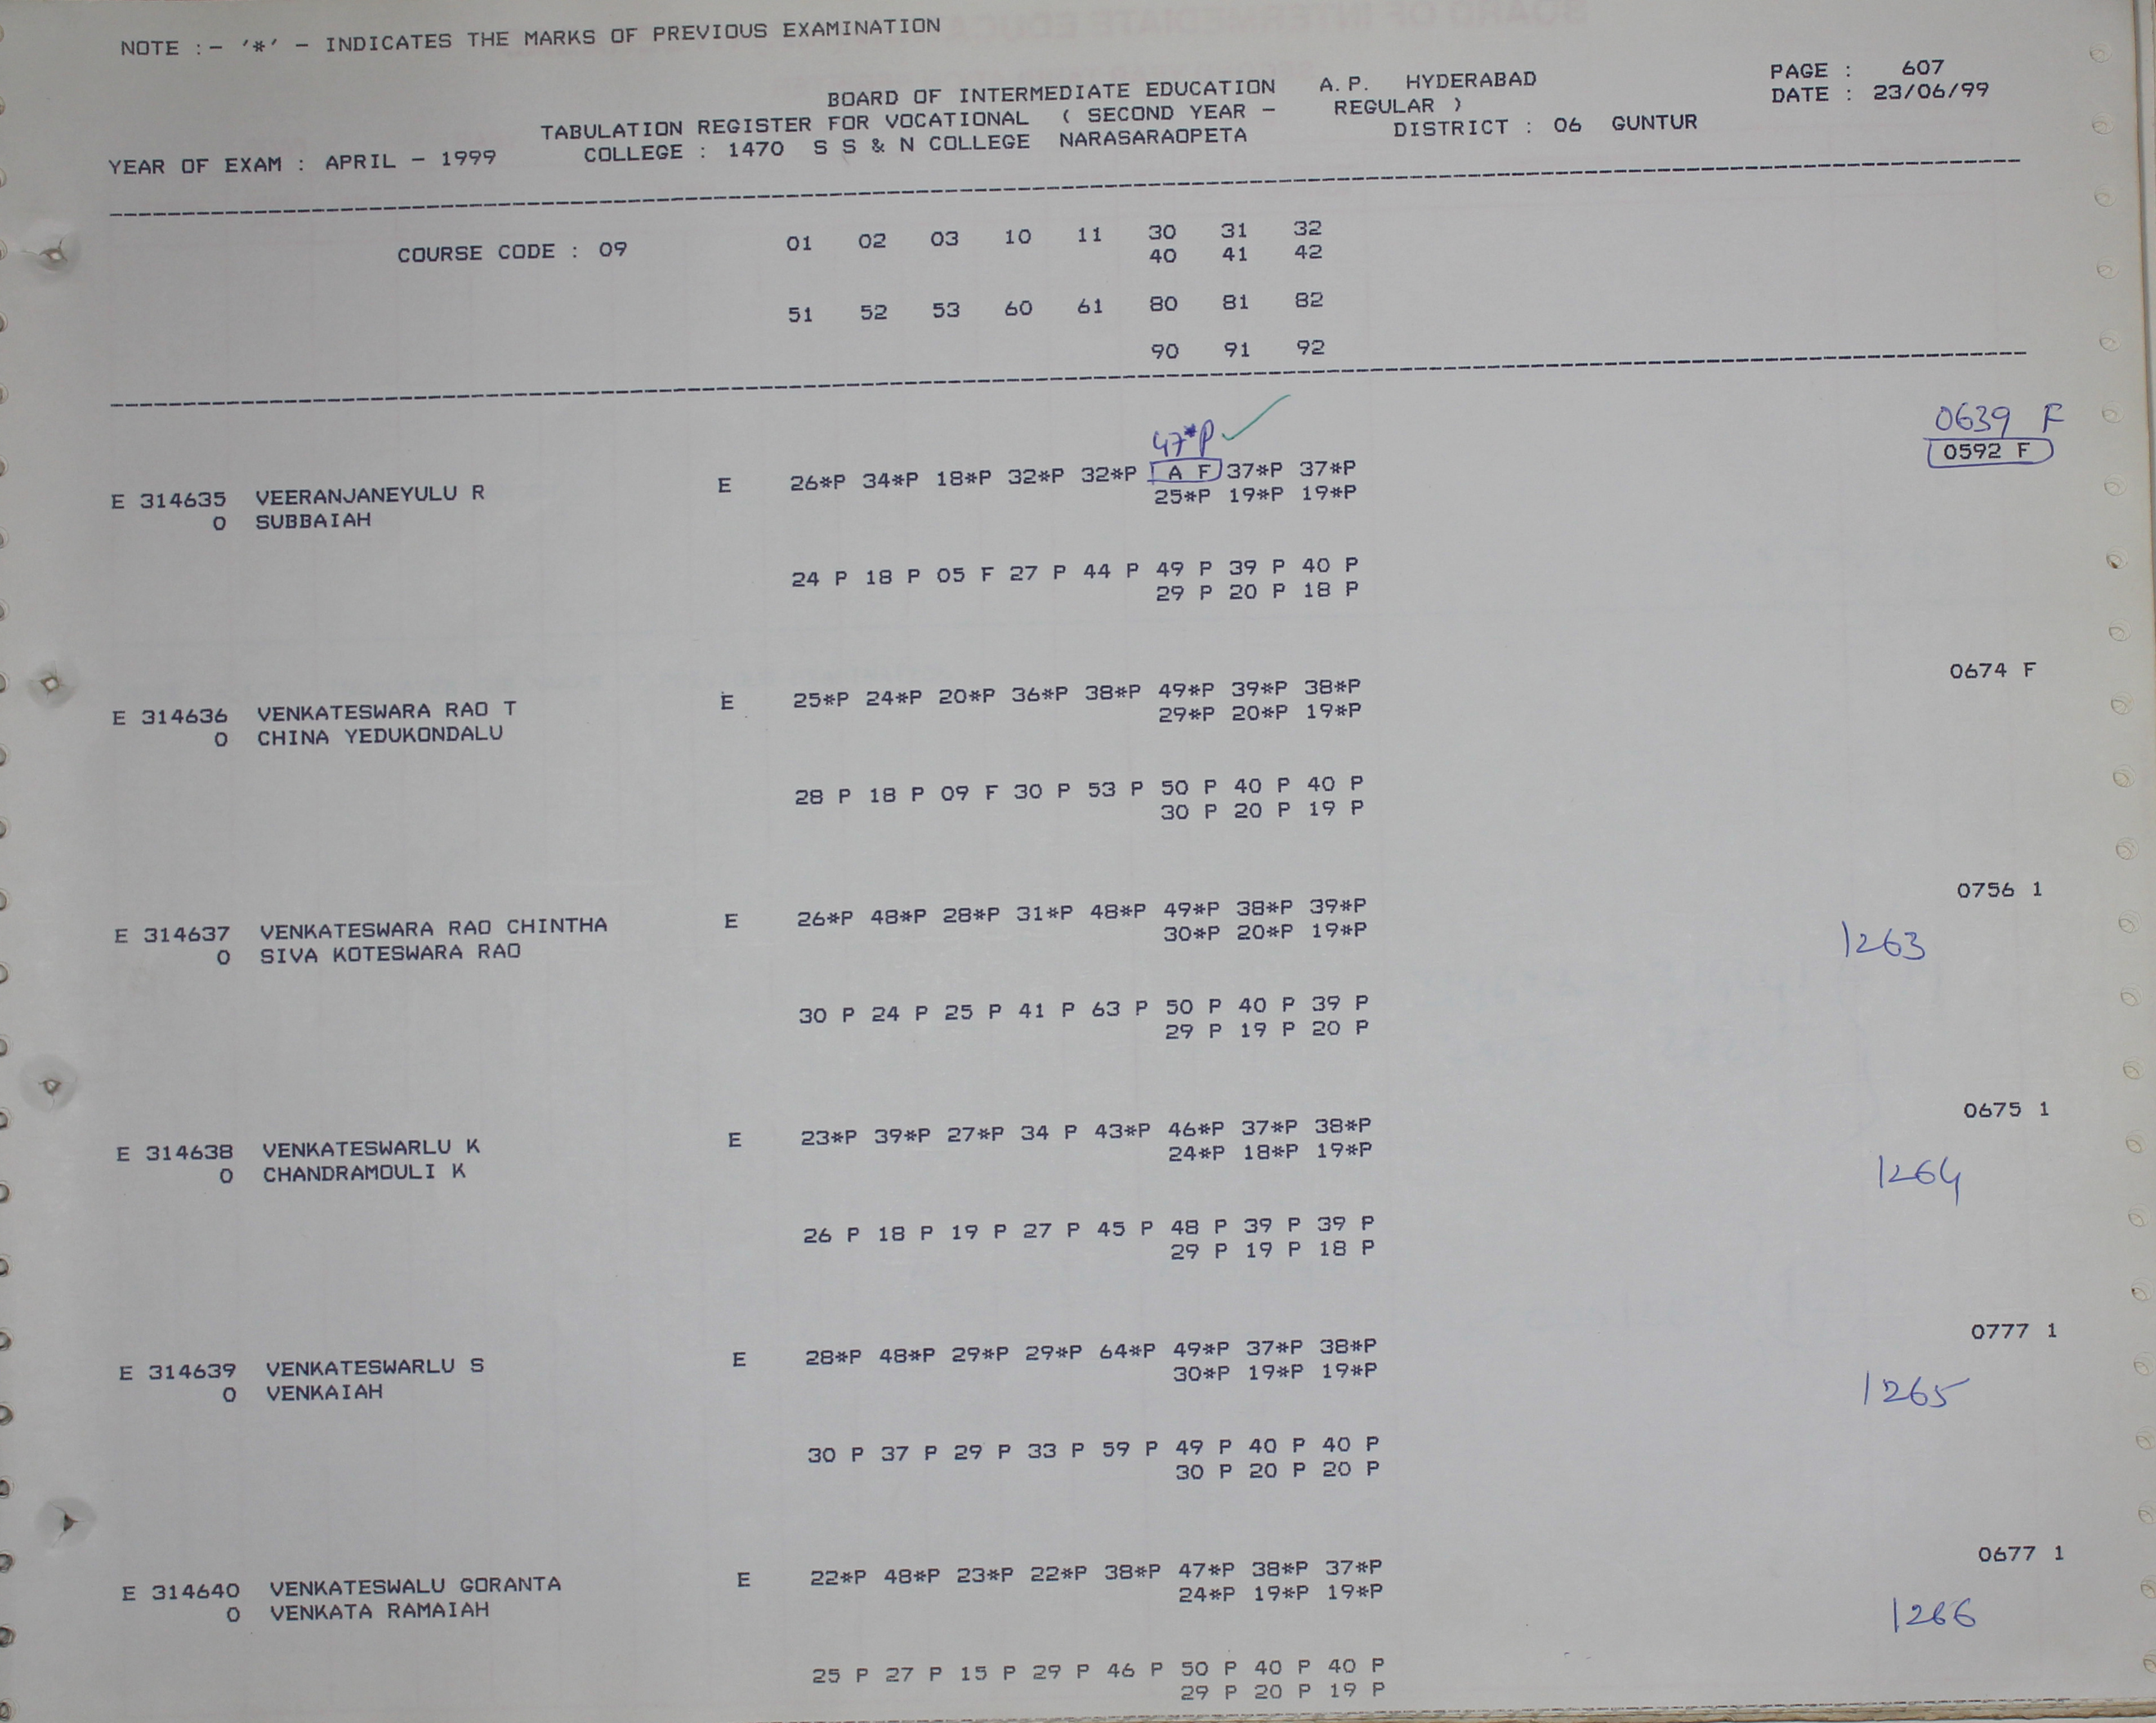 NOTE :- '*' - INDICATES THE MARKS OF PREVIOUS EXAMINATION
BOARD OF INTERMEDIATE EDUCATION A.P. HYDERABAD PAGE : 607
TABULATION REGISTER FOR VOCATIONAL ( SECOND YEAR - REGULAR ) DATE : 23/06/99
YEAR OF EXAM : APRIL - 1999 COLLEGE : 1470 S S & N COLLEGE NARASARAOPETA DISTRICT : 06 GUNTUR
COURSE CODE : 09 01 02 03 10 11 30 31 32
40 41 42
51 52 53 60 61 80 81 82
90 91 92
47*P ✓ 0639 F
E 314635 VEERANJANEYULU R E 26*P 34*P 18*P 32*P 32*P A F 37*P 37*P 0592 F
0 SUBBAIAH 25*P 19*P 19*P
24 P 18 P 05 F 27 P 44 P 49 P 39 P 40 P
29 P 20 P 18 P
E 314636 VENKATESWARA RAO T E 25*P 24*P 20*P 36*P 38*P 49*P 39*P 38*P 0674 F
0 CHINA YEDUKONDALU 29*P 20*P 19*P
28 P 18 P 09 F 30 P 53 P 50 P 40 P 40 P
30 P 20 P 19 P
E 314637 VENKATESWARA RAO CHINTHA E 26*P 48*P 28*P 31*P 48*P 49*P 38*P 39*P 0756 1
0 SIVA KOTESWARA RAO 30*P 20*P 19*P 1263
30 P 24 P 25 P 41 P 63 P 50 P 40 P 39 P
29 P 19 P 20 P
E 314638 VENKATESWARLU K E 23*P 39*P 27*P 34 P 43*P 46*P 37*P 38*P 0675 1
0 CHANDRAMOULI K 24*P 18*P 19*P 1264
26 P 18 P 19 P 27 P 45 P 48 P 39 P 39 P
29 P 19 P 18 P
E 314639 VENKATESWARLU S E 28*P 48*P 29*P 29*P 64*P 49*P 37*P 38*P 0777 1
0 VENKAIAH 30*P 19*P 19*P 1265
30 P 37 P 29 P 33 P 59 P 49 P 40 P 40 P
30 P 20 P 20 P
E 314640 VENKATESWALU GORANTA E 22*P 48*P 23*P 22*P 38*P 47*P 38*P 37*P 0677 1
0 VENKATA RAMAIAH 24*P 19*P 19*P 1266
25 P 27 P 15 P 29 P 46 P 50 P 40 P 40 P
29 P 20 P 19 P